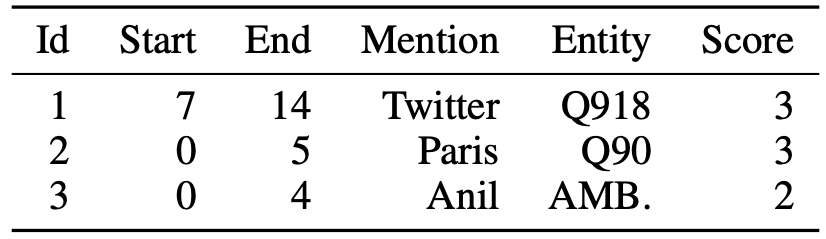 Id Start End Mention Entity Score
1 7 14 Twitter Q918 3
2 0 5 Paris Q90 3
3 0 4 Anil AMB. 2